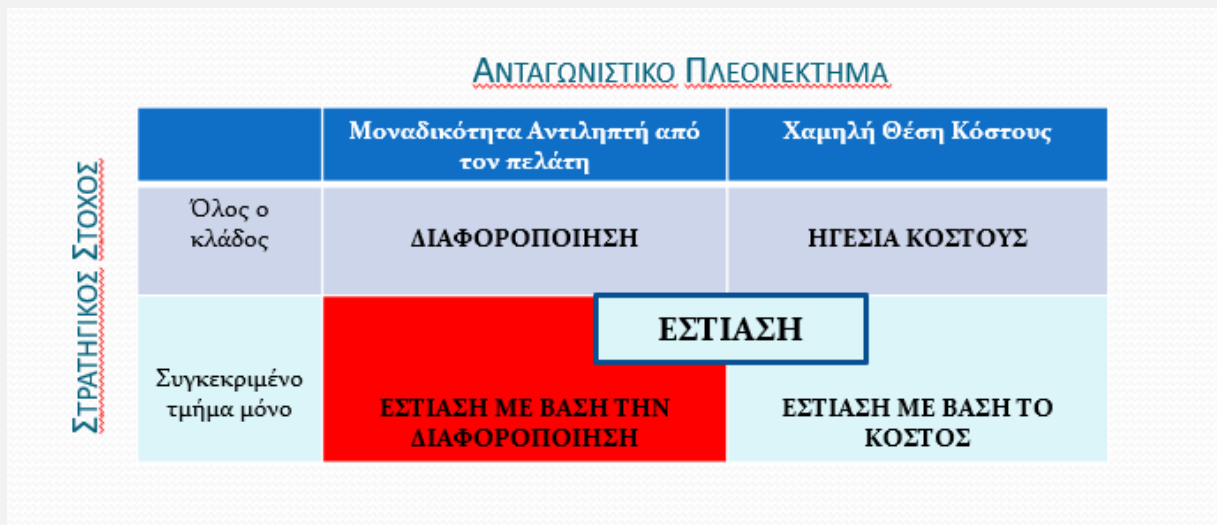 ΑΝΤΑΓΩΝΙΣΤΙΚΟ ΠΛΕΟΝΕΚΤΗΜΑ
ΣΤΡΑΤΗΓΙΚΟΣ ΣΤΟΧΟΣ
Μοναδικότητα Αντιληπτή από
τον πελάτη
Χαμηλή Θέση Κόστους
Όλος ο
κλάδος
ΔΙΑΦΟΡΟΠΟΙΗΣΗ
ΗΓΕΣΙΑ ΚΟΣΤΟΥΣ
ΕΣΤΙΑΣΗ
Συγκεκριμένο
τμήμα μόνο
ΕΣΤΙΑΣΗ ΜΕ ΒΑΣΗ ΤΗΝ
ΔΙΑΦΟΡΟΠΟΙΗΣΗ
ΕΣΤΙΑΣΗ ΜΕ ΒΑΣΗ ΤΟ
ΚΟΣΤΟΣ